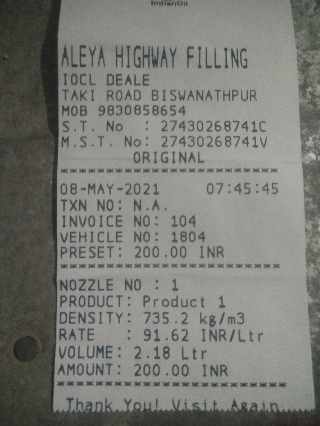 IndianOil
ALEYA HIGHWAY FILLING
IOCL DEALE
TAKI ROAD BISWANATHPUR
MOB 9830858654
S.T. No : 27430268741C
M.S.T. No: 27430268741V
ORIGINAL
08-MAY-2021 07:45:45
TXN NO: N.A.
INVOICE NO: 104
VEHICLE NO: 1804
PRESET: 200.00 INR
NOZZLE NO : 1
PRODUCT: Product 1
DENSITY: 735.2 kg/m3
RATE : 91.62 INR/Ltr
VOLUME: 2.18 Ltr
AMOUNT: 200.00 INR
Thank You! Visit Again